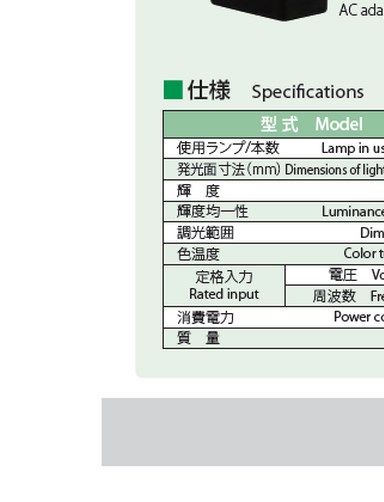 AC ada
■仕様 Specifications
型式 Model
使用ランプ/本数 Lamp in us
発光面寸法(mm) Dimensions of light
輝 度
輝度均一性 Luminance
調光範囲 Dim
色温度 Color t
定格入力 電圧 Vo
Rated input 周波数 Fre
消費電力 Power co
質 量